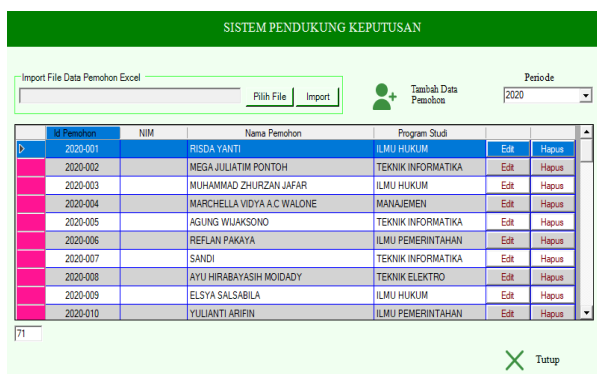 SISTEM PENDUKUNG KEPUTUSAN
Import File Data Pemohon Excel
Pilih File Import
Tambah Data
Pemohon
Periode
2020
Id Pemohon NIM Nama Pemohon Program Studi
2020-001 RISDA YANTI ILMU HUKUM Edit Hapus
2020-002 MEGA JULIATIM PONTOH TEKNIK INFORMATIKA Edit Hapus
2020-003 MUHAMMAD ZHURZAN JAFAR ILMU HUKUM Edit Hapus
2020-004 MARCHELLA VIDYA A.C WALONE MANAJEMEN Edit Hapus
2020-005 AGUNG WIJAKSONO TEKNIK INFORMATIKA Edit Hapus
2020-006 REFLAN PAKAYA ILMU PEMERINTAHAN Edit Hapus
2020-007 SANDI TEKNIK INFORMATIKA Edit Hapus
2020-008 AYU HIRABAYASIH MOIDADY TEKNIK ELEKTRO Edit Hapus
2020-009 ELSYA SALSABILA ILMU HUKUM Edit Hapus
2020-010 YULIANTI ARIFIN ILMU PEMERINTAHAN Edit Hapus
71
Tutup